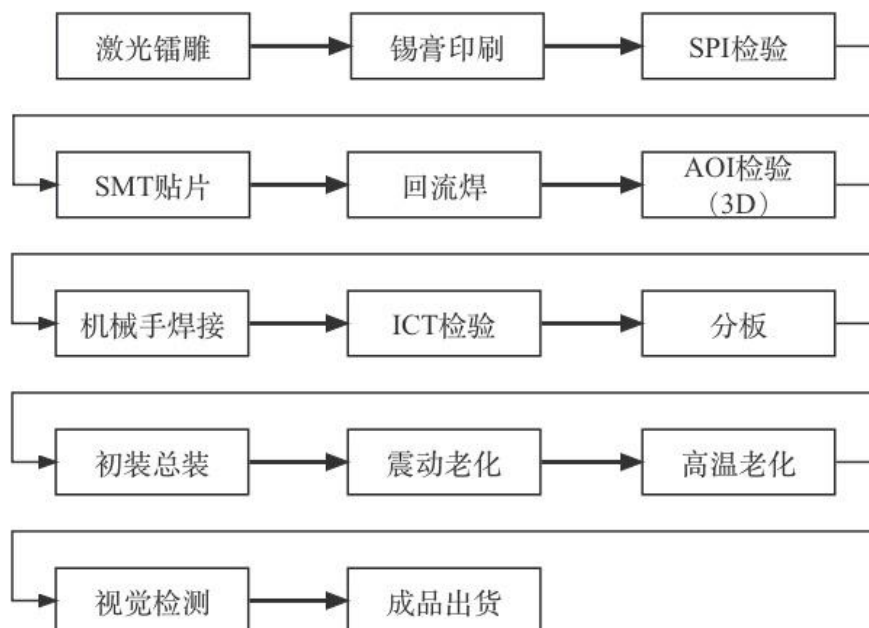 激光镭雕
锡膏印刷
SPI检验
SMT贴片
回流焊
AOI检验
（3D）
机械手焊接
ICT检验
分板
初装总装
震动老化
高温老化
视觉检测
成品出货